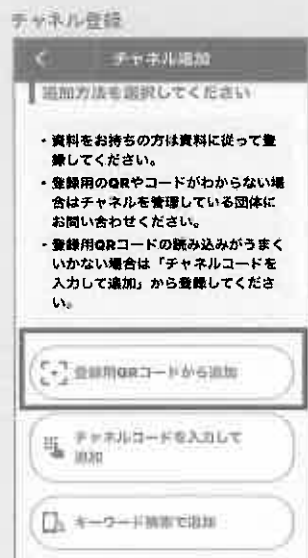 チャネル登録
チャネル追加
追加方法を選択してください
・資料をお持ちの方は資料に従って登
録してください。
・登録用のQRやコードがわからない場
合はチャネルを管理している団体に
お問い合わせください。
・登録用QRコードの読み込みがうまく
いかない場合は「チャネルコードを
入力して追加」から登録してくださ
い。
登録用QRコードから追加
チャネルコードを入力して
追加
キーワード検索で追加